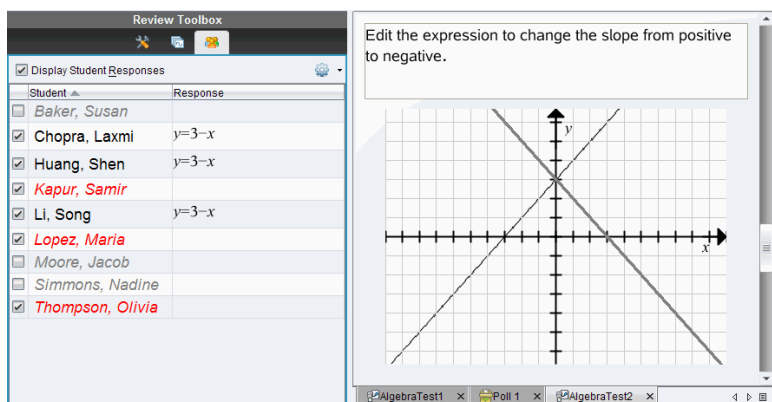 Review Toolbox
Display Student Responses
Student Response
Baker, Susan
Chopra, Laxmi y=3−x
Huang, Shen y=3−x
Kapur, Samir
Li, Song y=3−x
Lopez, Maria
Moore, Jacob
Simmons, Nadine
Thompson, Olivia
Edit the expression to change the slope from positive
to negative.
y
x
AlgebraTest1 Poll 1 AlgebraTest2